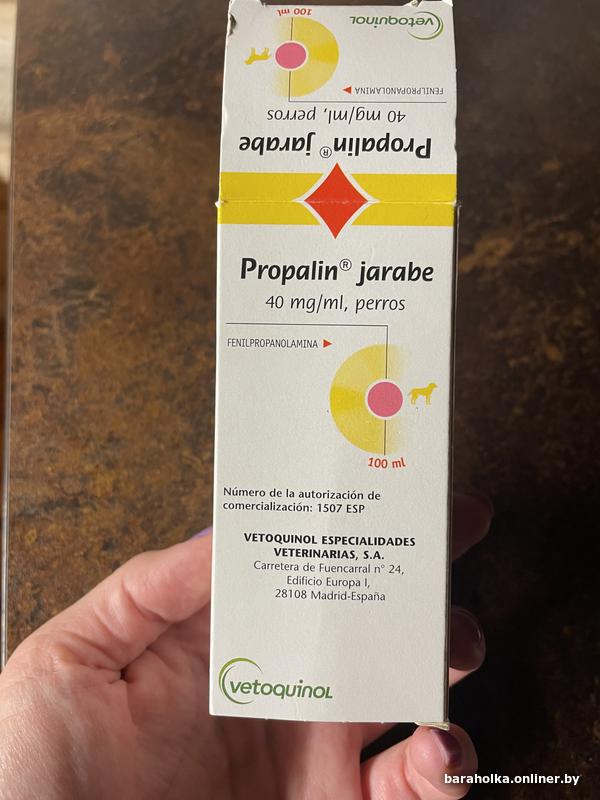 vetoquinol
100 ml
FENILPROPANOLAMINA
40 mg/ml, perros
Propalin® jarabe
Propalin® jarabe
40 mg/ml, perros
FENILPROPANOLAMINA
100 ml
Número de la autorización de
comercialización: 1507 ESP
VETOQUINOL ESPECIALIDADES
VETERINARIAS, S.A.
Carretera de Fuencarral n° 24,
Edificio Europa I,
28108 Madrid-España
vetoquinol
baraholka.onliner.by